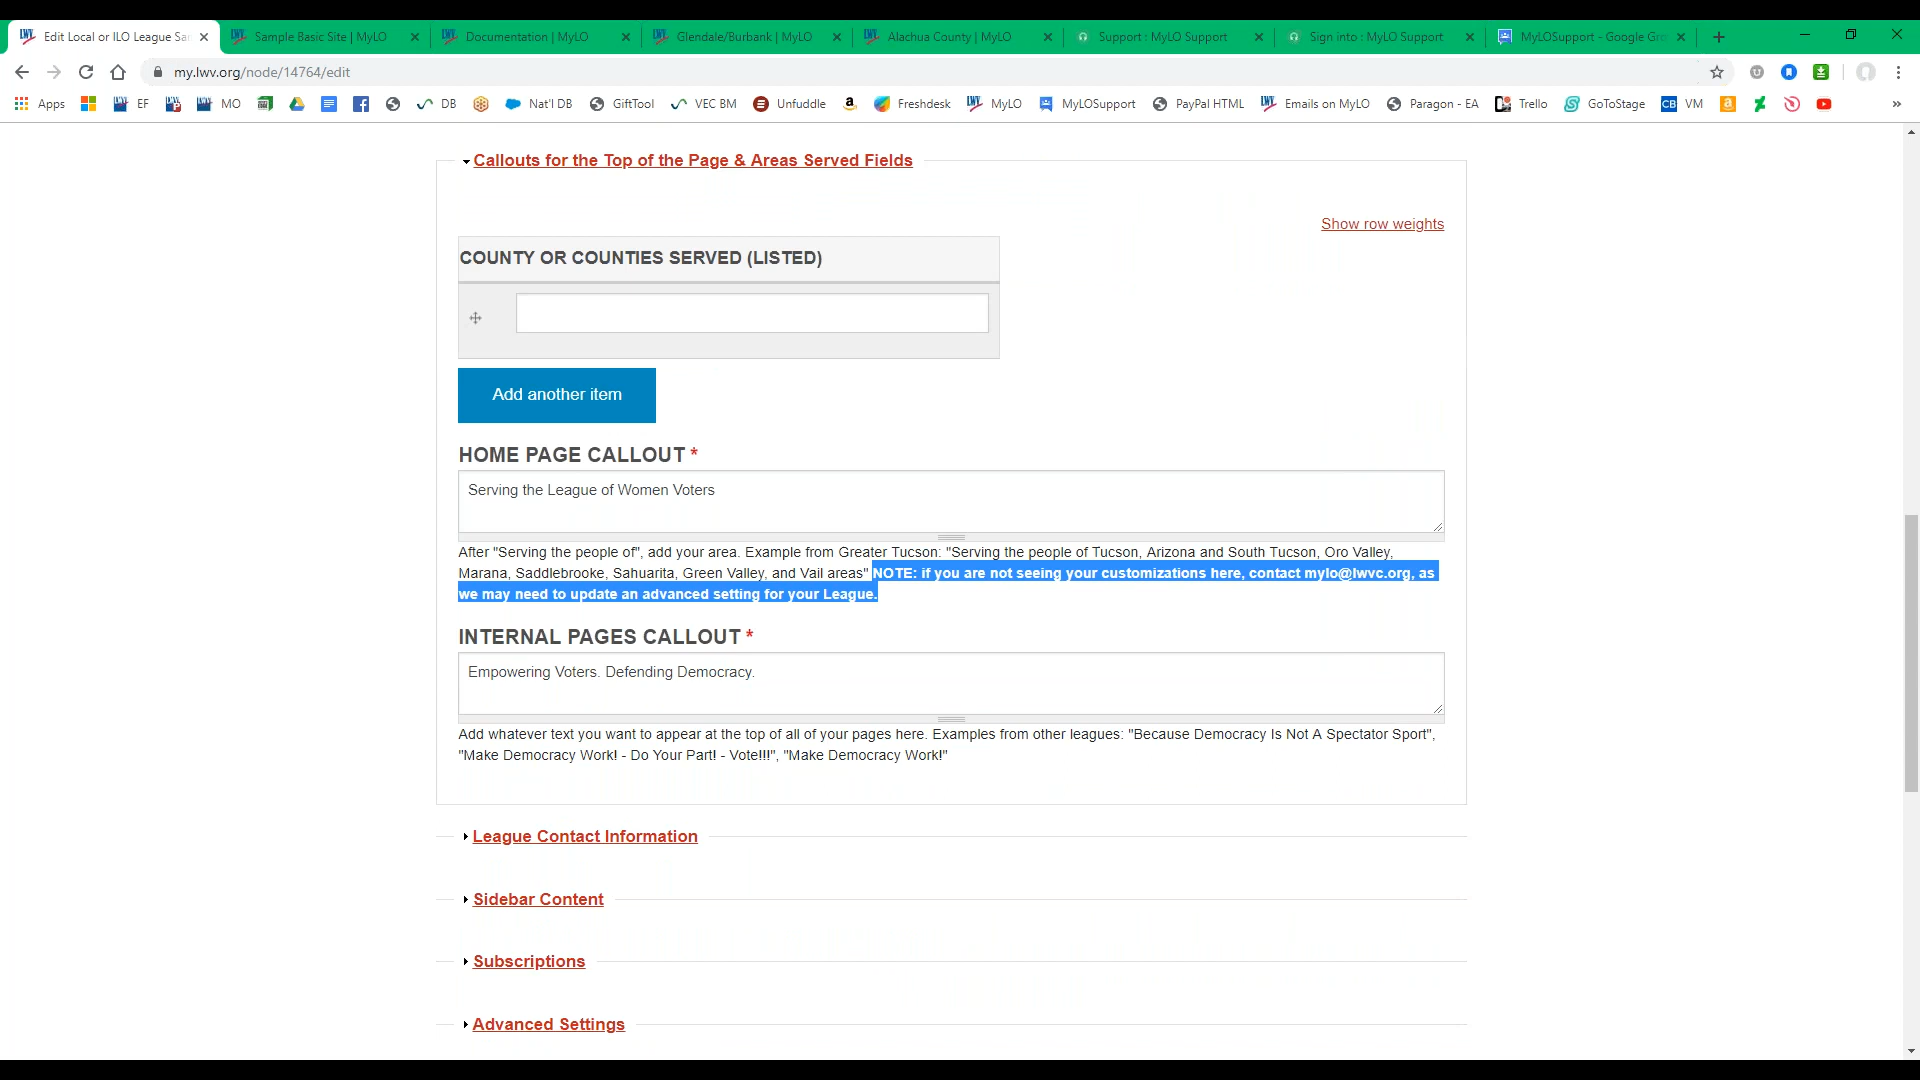 Edit Local or ILO League Sa
Sample Basic Site | MyLO
Documentation | MyLO
Glendale/Burbank | MyLO
Alachua County | MyLO
Support : MyLO Support
Sign into : MyLO Support
MyLOSupport - Google Gro
my.lwv.org/node/14764/edit
Apps
EF
MO
DB
Nat'l DB
GiftTool
VEC BM
Unfuddle
Freshdesk
MyLO
MyLOSupport
PayPal HTML
Emails on MyLO
Paragon - EA
Trello
GoToStage
CB VM
Callouts for the Top of the Page & Areas Served Fields
Show row weights
COUNTY OR COUNTIES SERVED (LISTED)
Add another item
HOME PAGE CALLOUT *
Serving the League of Women Voters
After "Serving the people of", add your area. Example from Greater Tucson: "Serving the people of Tucson, Arizona and South Tucson, Oro Valley,
Marana, Saddlebrooke, Sahuarita, Green Valley, and Vail areas" NOTE: if you are not seeing your customizations here, contact mylo@lwvc.org, as
we may need to update an advanced setting for your League.
INTERNAL PAGES CALLOUT *
Empowering Voters. Defending Democracy.
Add whatever text you want to appear at the top of all of your pages here. Examples from other leagues: "Because Democracy Is Not A Spectator Sport",
"Make Democracy Work! - Do Your Part! - Vote!!!", "Make Democracy Work!"
League Contact Information
Sidebar Content
Subscriptions
Advanced Settings